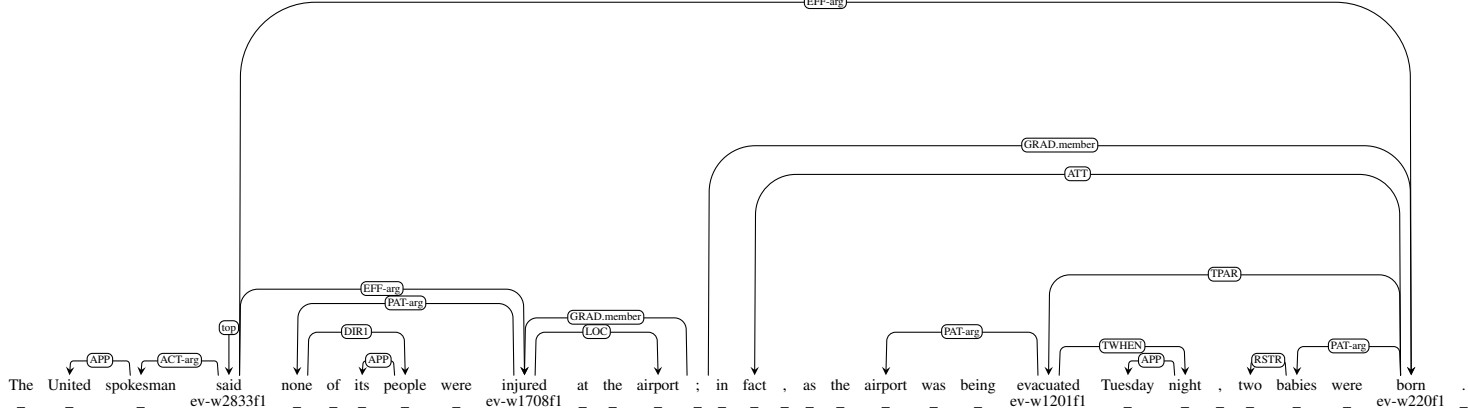 EFF-arg
GRAD.member
ATT
TPAR
EFF-arg
PAT-arg
GRAD.member
top DIR1 LOC PAT-arg TWHEN PAT-arg
APP ACT-arg APP APP RSTR
The United spokesman said none of its people were injured at the airport ; in fact , as the airport was being evacuated Tuesday night , two babies were born .
_ _ _ ev-w2833f1 _ _ _ _ _ ev-w1708f1 _ _ _ _ _ _ _ _ _ _ _ _ ev-w1201f1 _ _ _ _ _ _ ev-w220f1 _